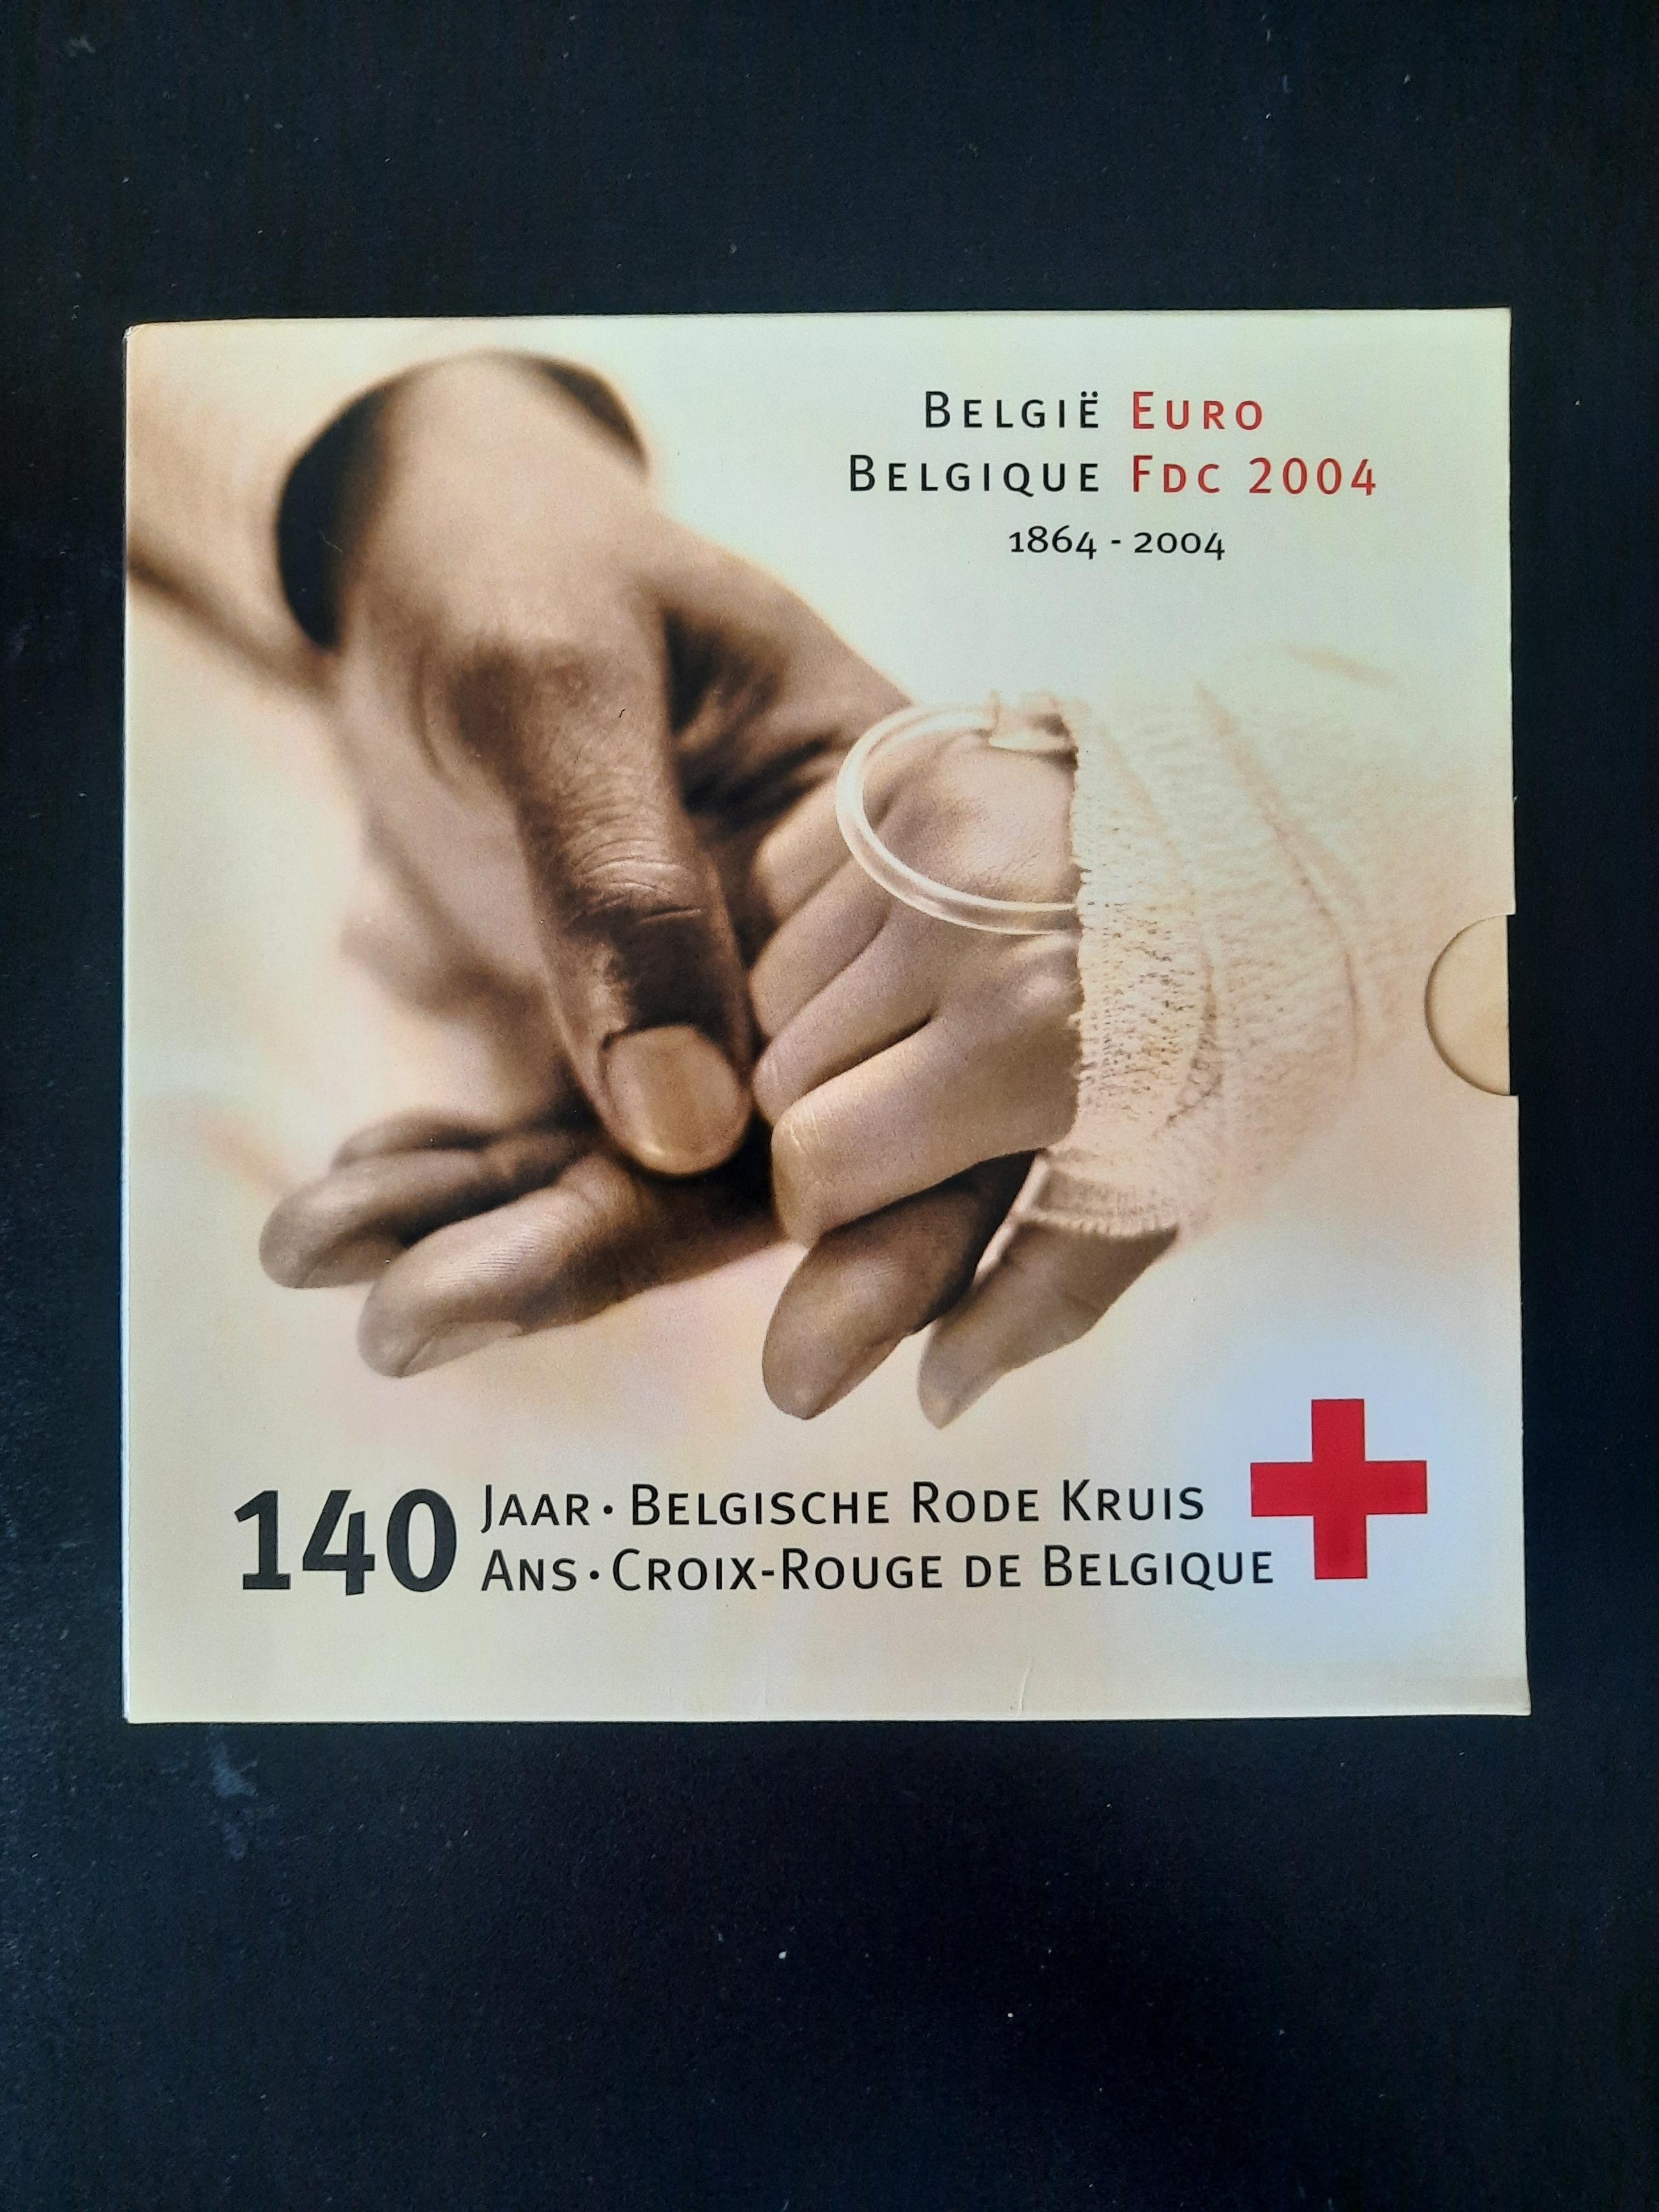 BELGIË EURO
BELGIQUE FDC 2004
1864 - 2004
140 JAAR · BELGISCHE RODE KRUIS
ANS · CROIX-ROUGE DE BELGIQUE